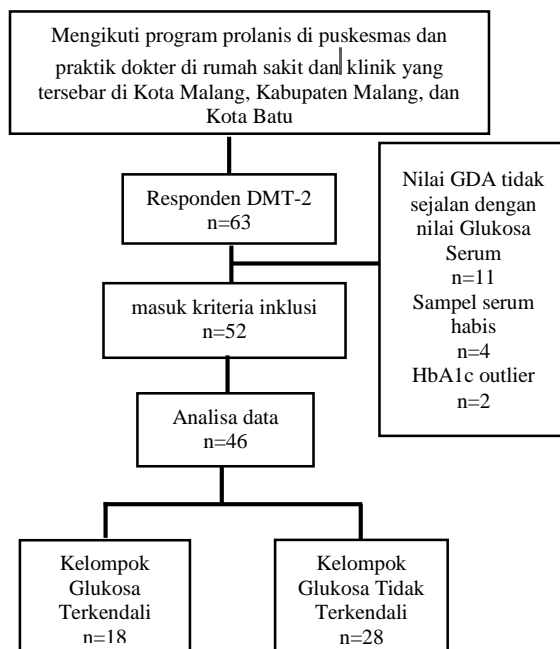 Mengikuti program prolanis di puskesmas dan
praktik dokter di rumah sakit dan klinik yang
tersebar di Kota Malang, Kabupaten Malang, dan
Kota Batu
Responden DMT-2
n=63
Nilai GDA tidak
sejalan dengan
nilai Glukosa
Serum
n=11
Sampel serum
habis
n=4
HbA1c outlier
n=2
masuk kriteria inklusi
n=52
Analisa data
n=46
Kelompok
Glukosa
Terkendali
n=18
Kelompok
Glukosa Tidak
Terkendali
n=28